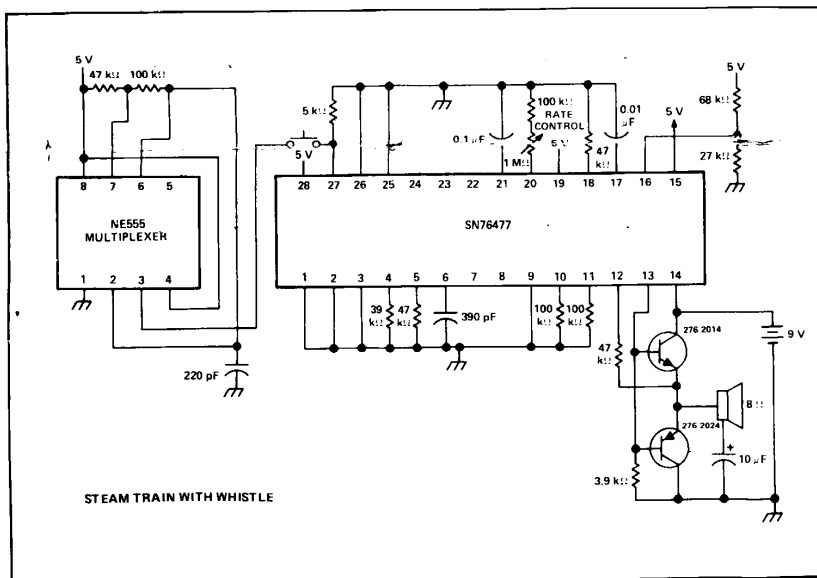 5 V
47 kΩ 100 kΩ
8 7 6 5
NE555
MULTIPLEXER
1 2 3 4
220 pF
5 kΩ
5 V
0.1 μF
100 kΩ
RATE
CONTROL
1 MΩ
5 V
47
kΩ
0.01
μF
5 V
5 V
68 kΩ
27 kΩ
28 27 26 25 24 23 22 21 20 19 18 17 16 15
SN76477
1 2 3 4 5 6 7 8 9 10 11 12 13 14
39
kΩ
47
kΩ
390 pF
100
kΩ
100
kΩ
47
kΩ
276 2014
9 V
8 Ω
276 2024
+
10 μF
3.9 kΩ
STEAM TRAIN WITH WHISTLE